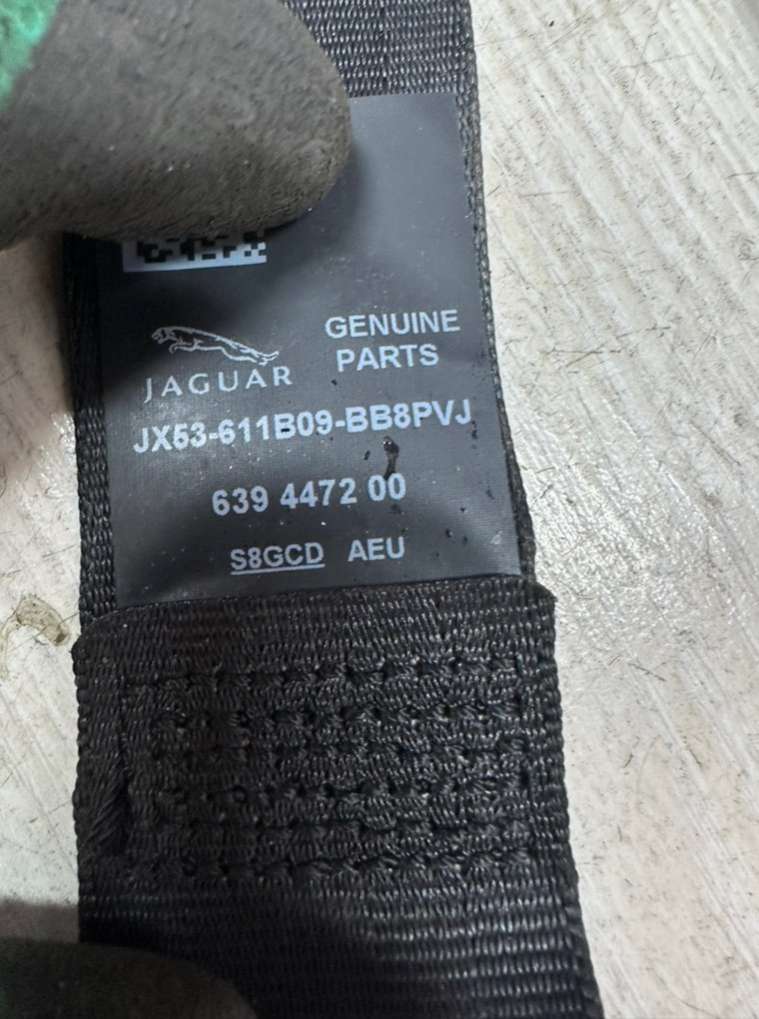 GENUINE
PARTS
JAGUAR
JX53-611B09-BB8PVJ
639 4472 00
S8GCD AEU